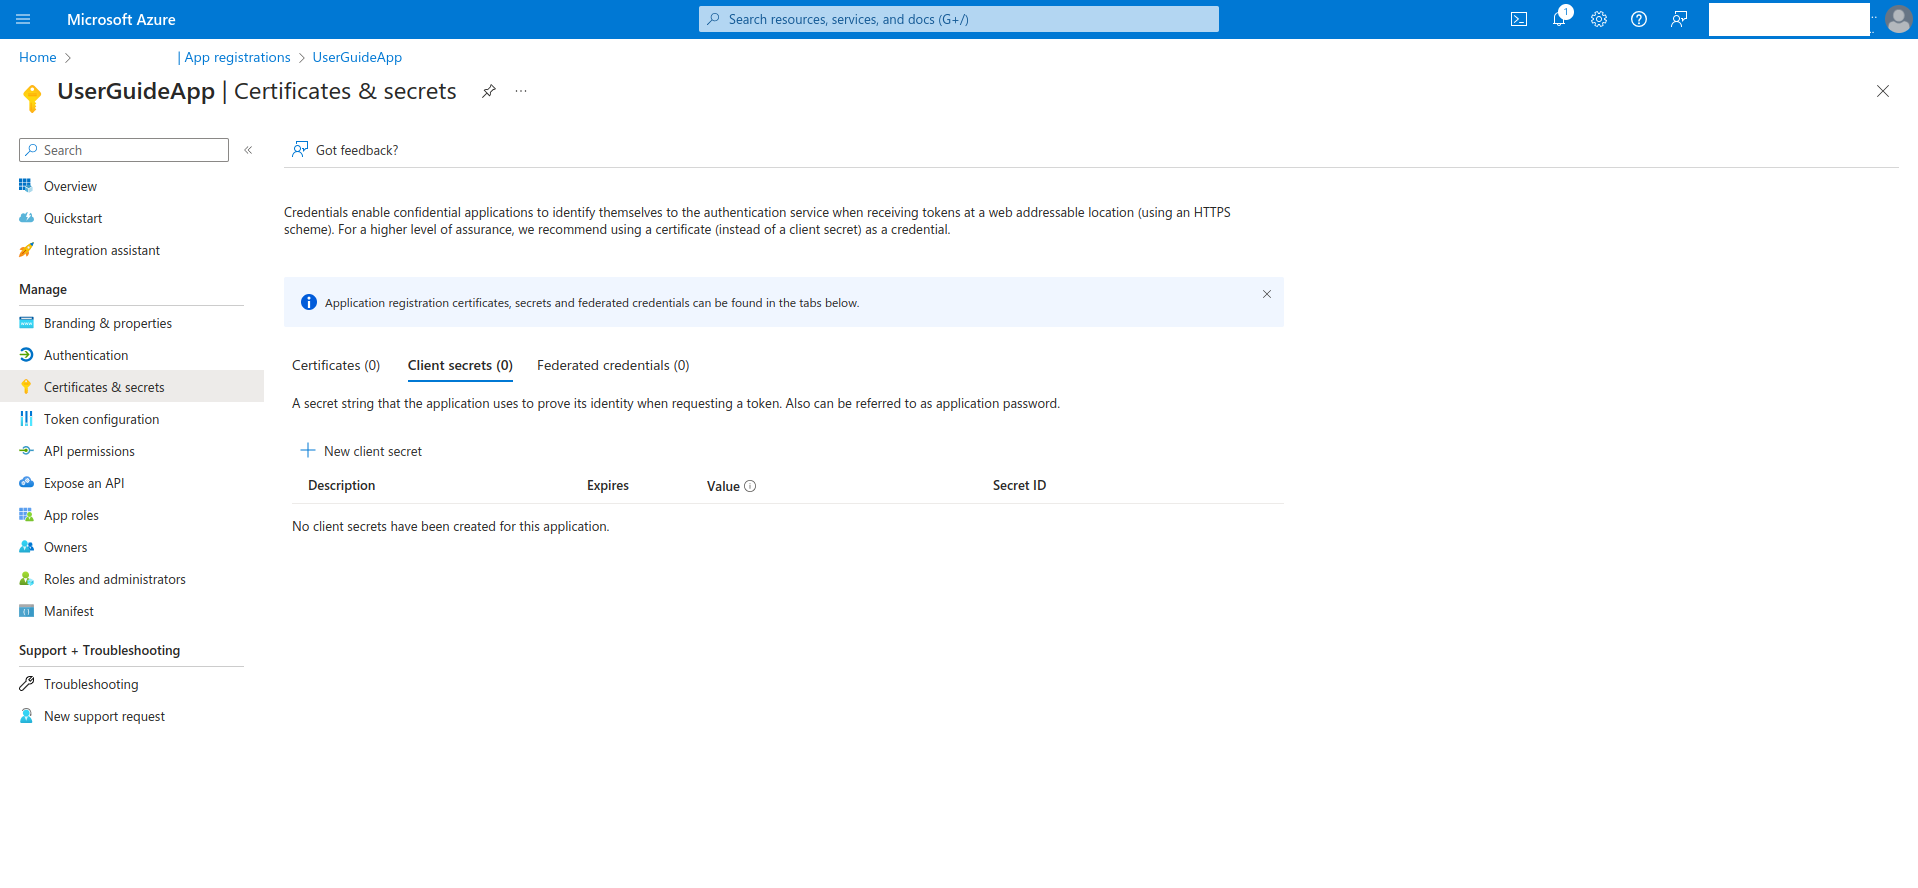 Microsoft Azure
Search resources, services, and docs (G+/)
1
Home > | App registrations > UserGuideApp
UserGuideApp | Certificates & secrets
Search
Got feedback?
Overview
Quickstart
Integration assistant
Manage
Branding & properties
Authentication
Certificates & secrets
Token configuration
API permissions
Expose an API
App roles
Owners
Roles and administrators
Manifest
Support + Troubleshooting
Troubleshooting
New support request
Credentials enable confidential applications to identify themselves to the authentication service when receiving tokens at a web addressable location (using an HTTPS
scheme). For a higher level of assurance, we recommend using a certificate (instead of a client secret) as a credential.
Application registration certificates, secrets and federated credentials can be found in the tabs below.
Certificates (0) Client secrets (0) Federated credentials (0)
A secret string that the application uses to prove its identity when requesting a token. Also can be referred to as application password.
New client secret
Description Expires Value Secret ID
No client secrets have been created for this application.